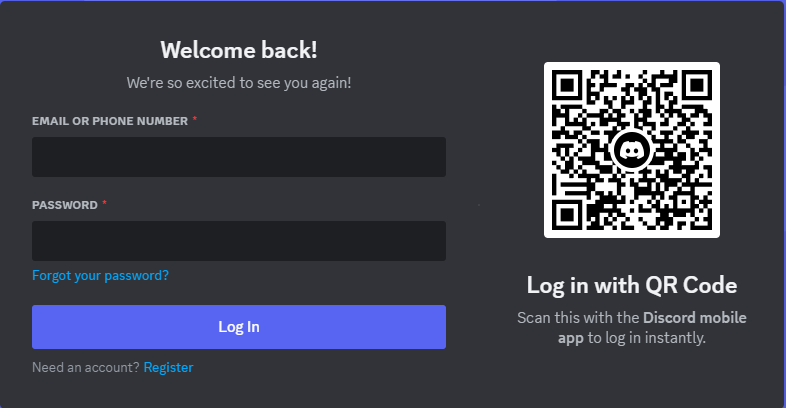 Welcome back!
We're so excited to see you again!
EMAIL OR PHONE NUMBER *
PASSWORD *
Forgot your password?
Log In
Need an account? Register
Log in with QR Code
Scan this with the Discord mobile
app to log in instantly.